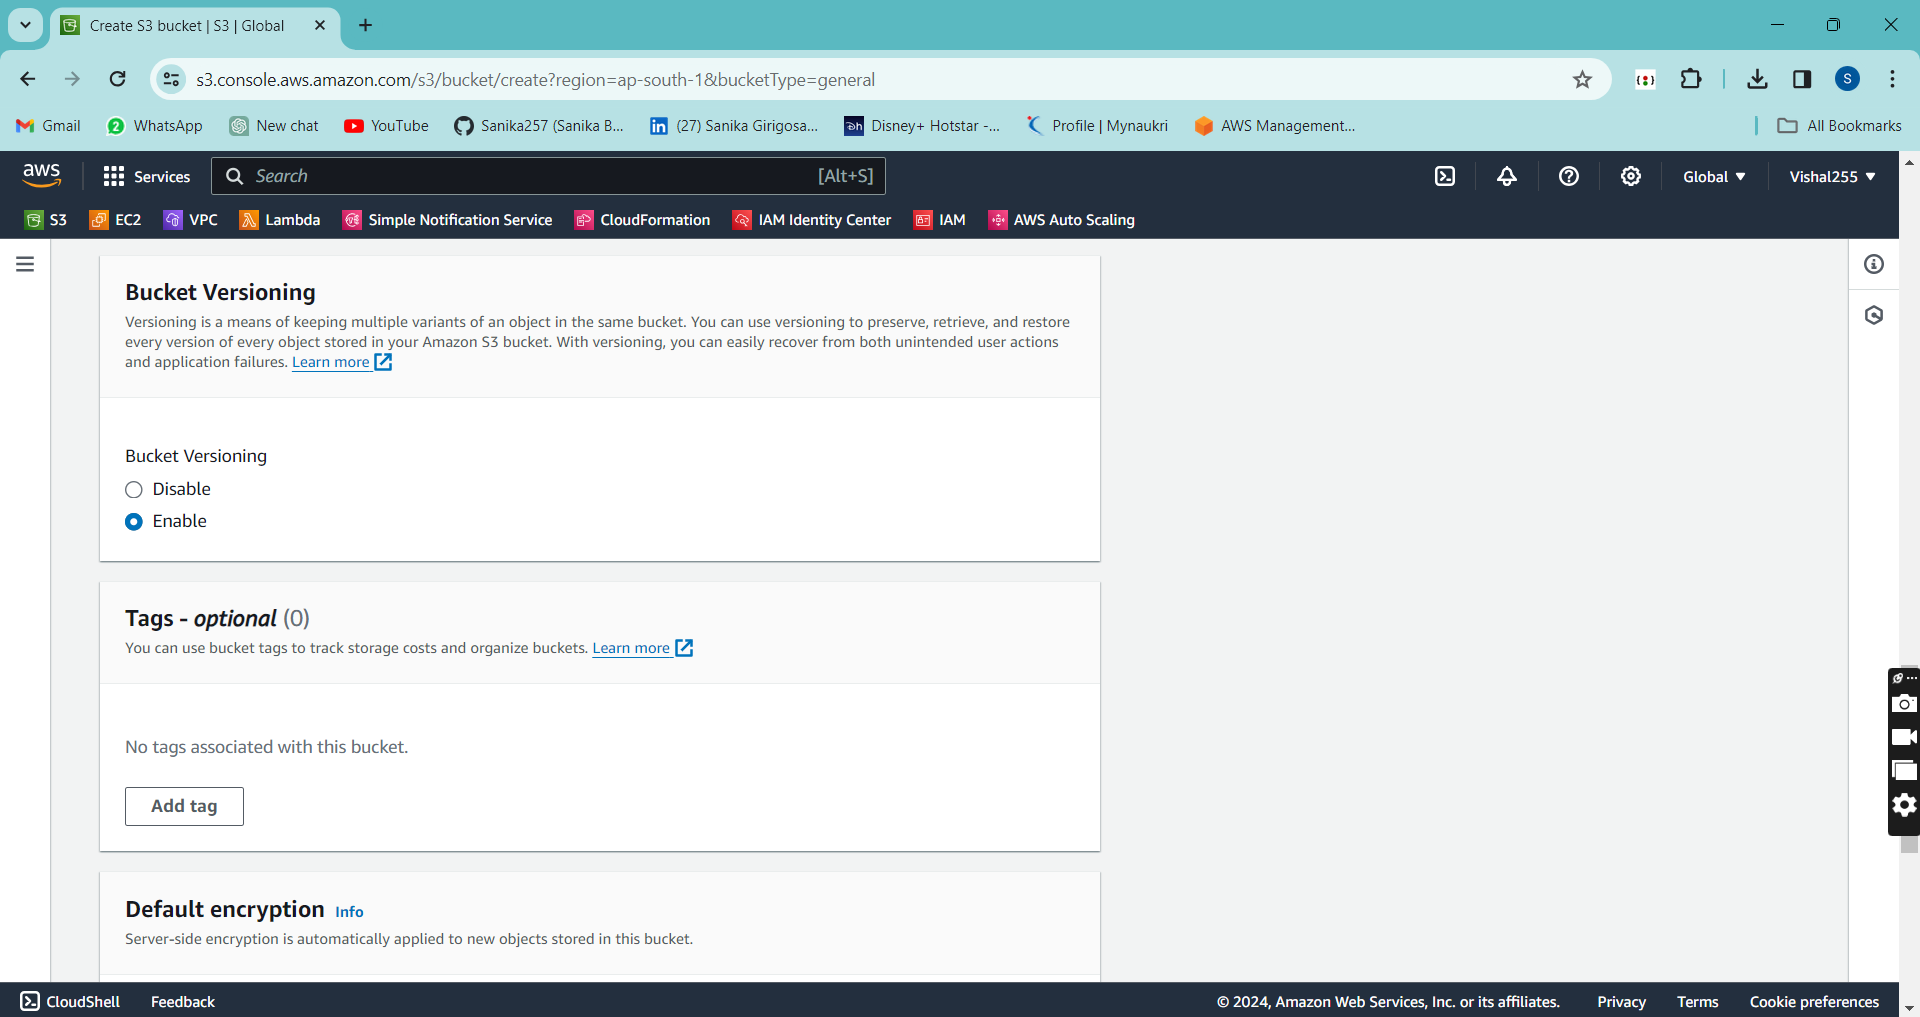 Create S3 bucket | S3 | Global
s3.console.aws.amazon.com/s3/bucket/create?region=ap-south-1&bucketType=general
S
Gmail
2 WhatsApp
New chat
YouTube
Sanika257 (Sanika B...
in (27) Sanika Girigosa...
Disney+ Hotstar -...
Profile | Mynaukri
AWS Management...
All Bookmarks
aws
Services
Search [Alt+S]
Global
Vishal255
S3
EC2
VPC
Lambda
Simple Notification Service
CloudFormation
IAM Identity Center
IAM
AWS Auto Scaling
Bucket Versioning
Versioning is a means of keeping multiple variants of an object in the same bucket. You can use versioning to preserve, retrieve, and restore
every version of every object stored in your Amazon S3 bucket. With versioning, you can easily recover from both unintended user actions
and application failures. Learn more
Bucket Versioning
Disable
Enable
Tags - optional (0)
You can use bucket tags to track storage costs and organize buckets. Learn more
No tags associated with this bucket.
Add tag
Default encryption Info
Server-side encryption is automatically applied to new objects stored in this bucket.
CloudShell
Feedback
© 2024, Amazon Web Services, Inc. or its affiliates.
Privacy
Terms
Cookie preferences